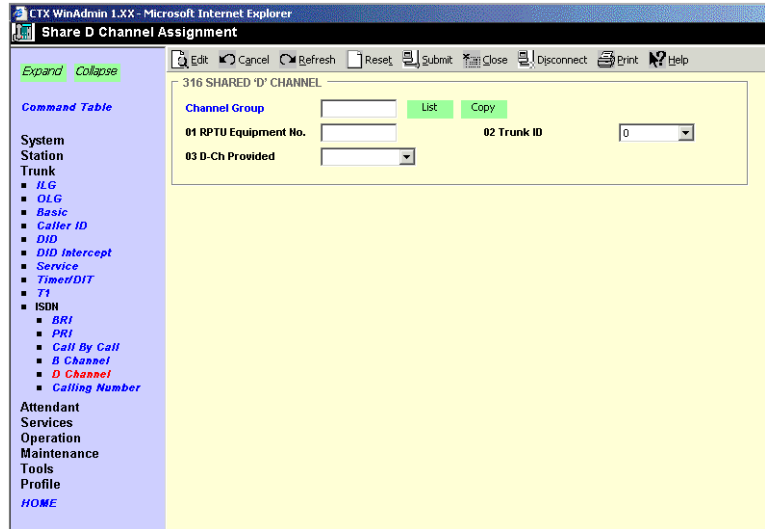 CTX WinAdmin 1.XX - Microsoft Internet Explorer
Share D Channel Assignment
Edit Cancel Refresh Reset Submit Close Disconnect Print Help
Expand Collapse
Command Table
System
Station
Trunk
ILG
OLG
Basic
Caller ID
DID
DID Intercept
Service
Timer/DIT
T1
ISDN
BRI
PRI
Call By Call
B Channel
D Channel
Calling Number
Attendant
Services
Operation
Maintenance
Tools
Profile
HOME
316 SHARED 'D' CHANNEL
Channel Group List Copy
01 RPTU Equipment No. 02 Trunk ID 0
03 D-Ch Provided